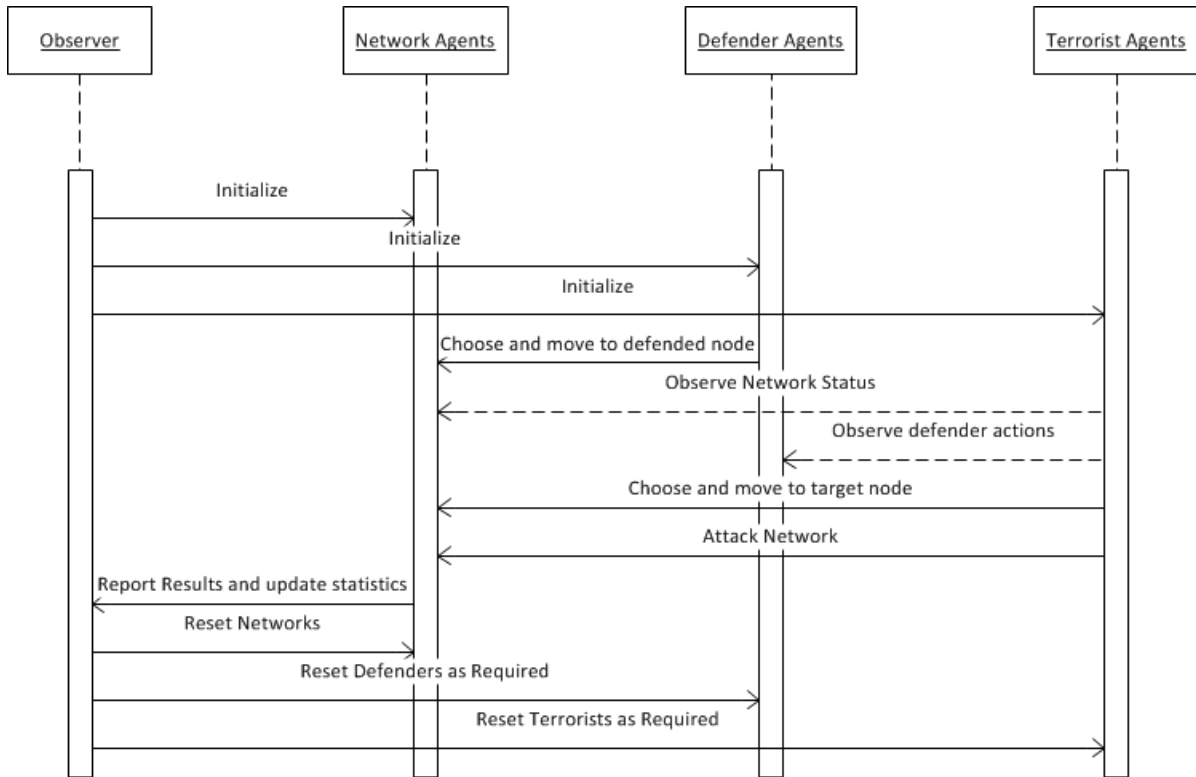 Observer
Network Agents
Defender Agents
Terrorist Agents
Initialize
Initialize
Initialize
Choose and move to defended node
Observe Network Status
Observe defender actions
Choose and move to target node
Attack Network
Report Results and update statistics
Reset Networks
Reset Defenders as Required
Reset Terrorists as Required